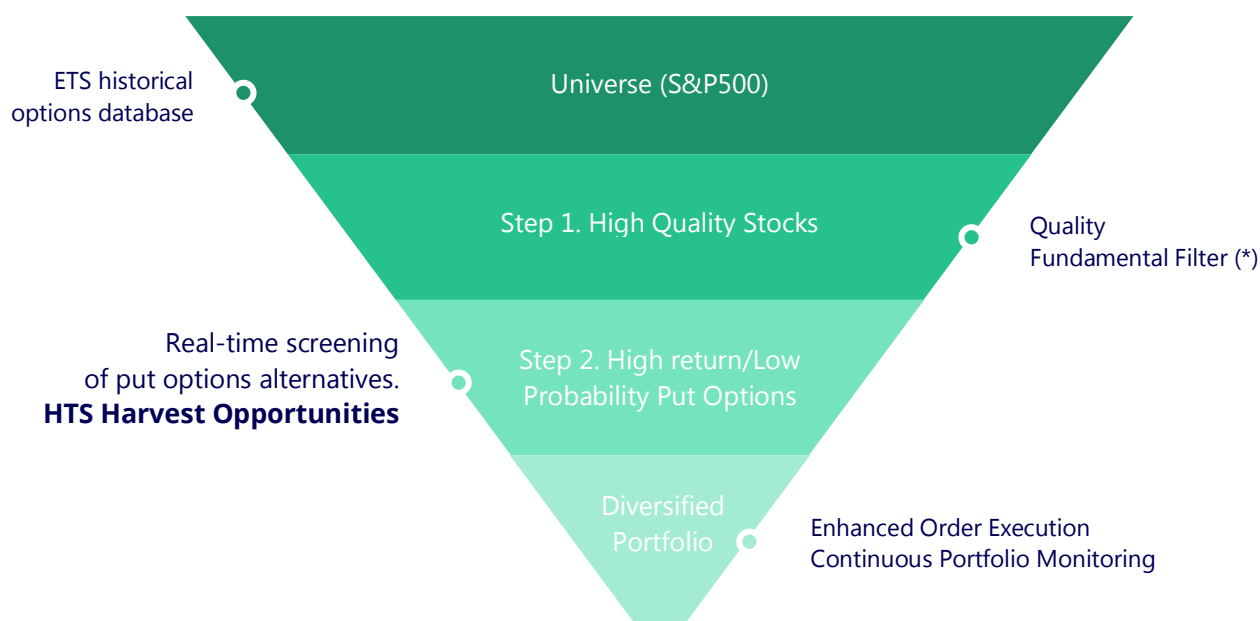 ETS historical
options database
Universe (S&P500)
Step 1. High Quality Stocks
Quality
Fundamental Filter (*)
Real-time screening
of put options alternatives.
HTS Harvest Opportunities
Step 2. High return/Low
Probability Put Options
Diversified
Portfolio
Enhanced Order Execution
Continuous Portfolio Monitoring